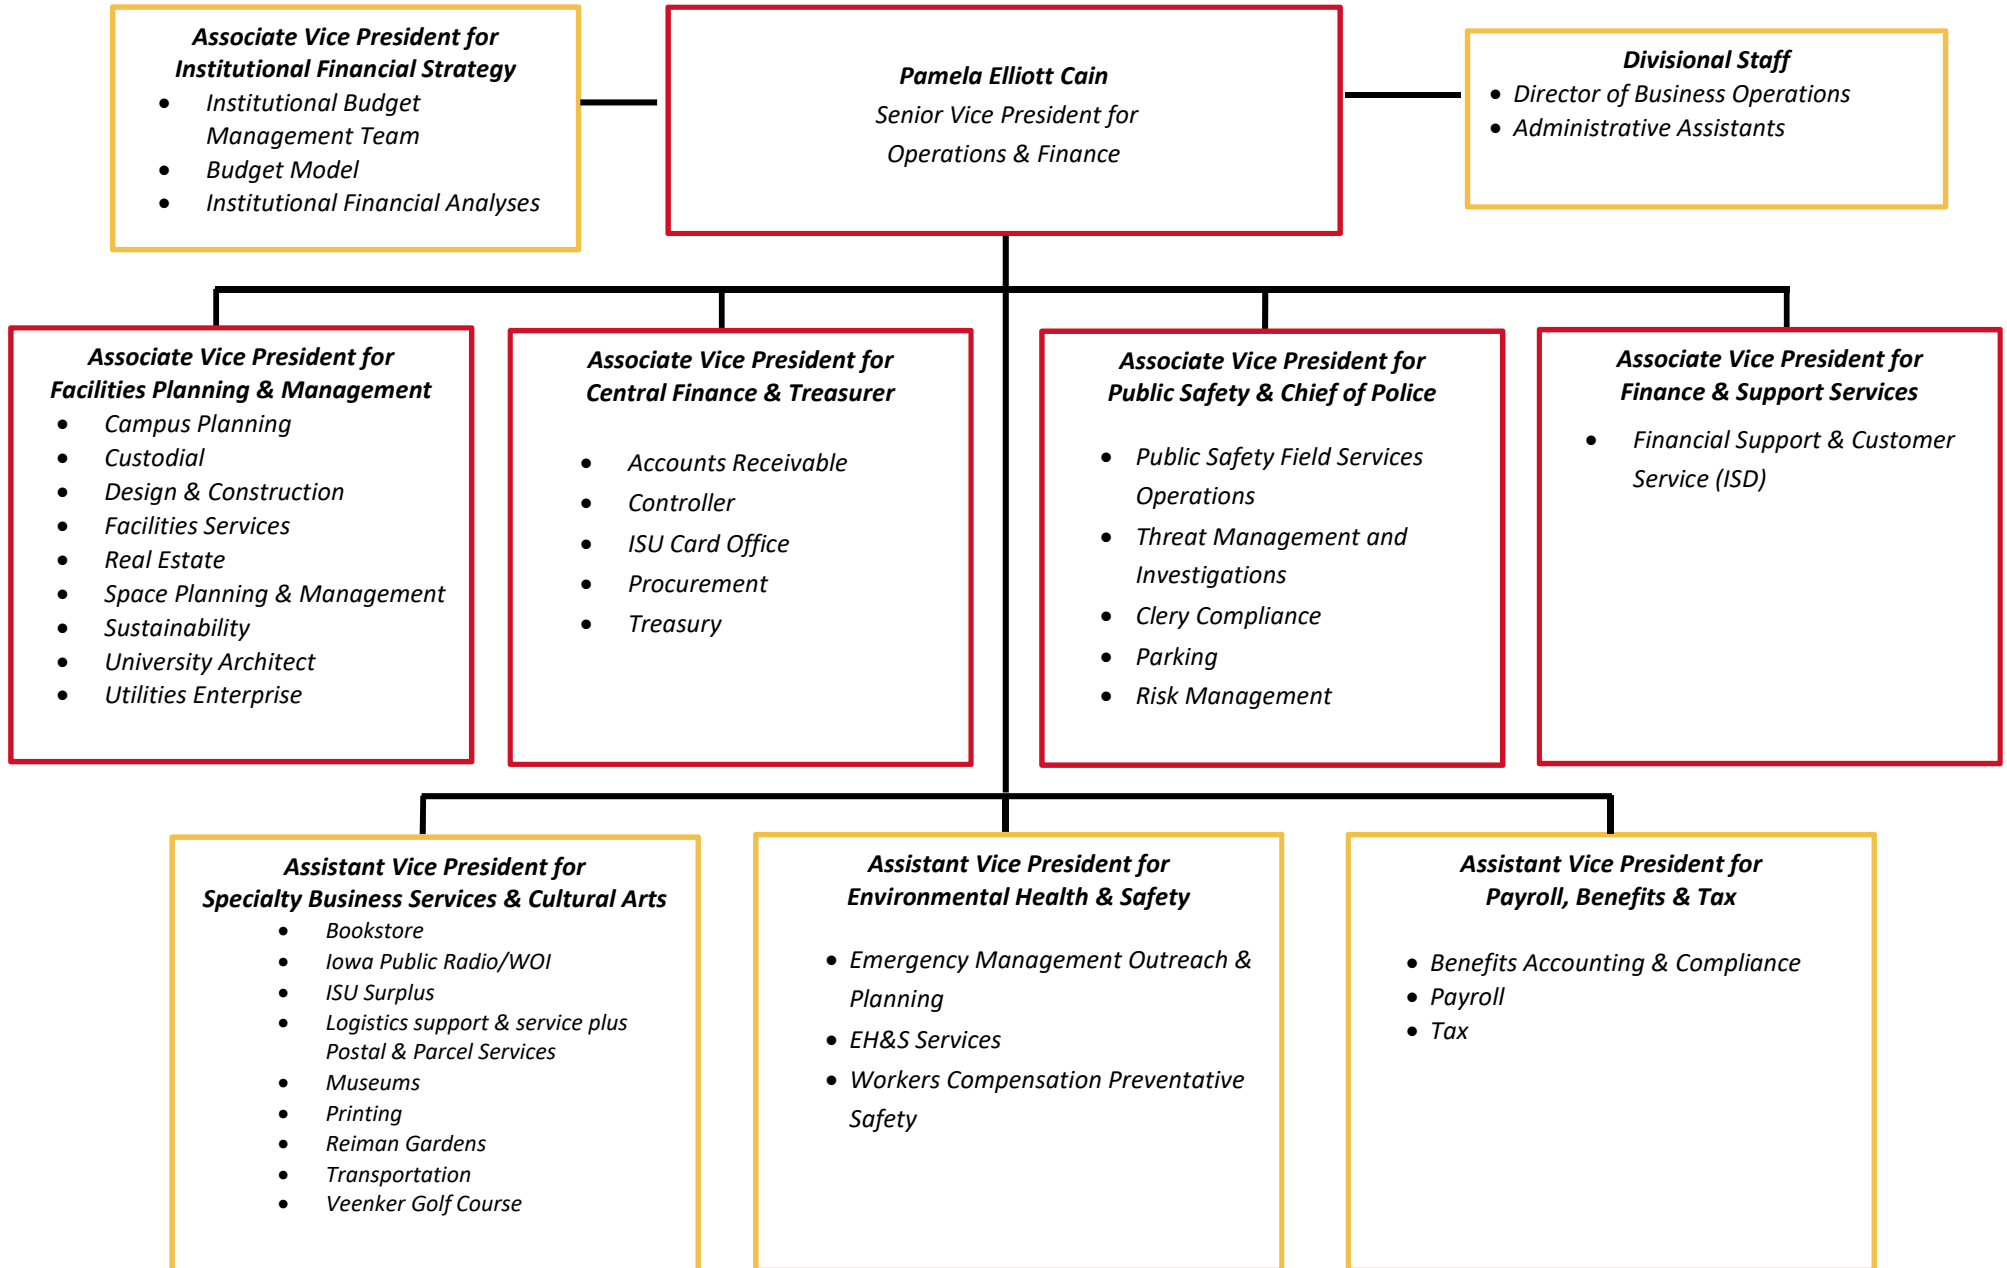 Associate Vice President for
Institutional Financial Strategy
• Institutional Budget
Management Team
• Budget Model
• Institutional Financial Analyses
Pamela Elliott Cain
Senior Vice President for
Operations & Finance
Divisional Staff
• Director of Business Operations
• Administrative Assistants
Associate Vice President for
Facilities Planning & Management
• Campus Planning
• Custodial
• Design & Construction
• Facilities Services
• Real Estate
• Space Planning & Management
• Sustainability
• University Architect
• Utilities Enterprise
Associate Vice President for
Central Finance & Treasurer
• Accounts Receivable
• Controller
• ISU Card Office
• Procurement
• Treasury
Associate Vice President for
Public Safety & Chief of Police
• Public Safety Field Services
Operations
• Threat Management and
Investigations
• Clery Compliance
• Parking
• Risk Management
Associate Vice President for
Finance & Support Services
• Financial Support & Customer
Service (ISD)
Assistant Vice President for
Specialty Business Services & Cultural Arts
• Bookstore
• Iowa Public Radio/WOI
• ISU Surplus
• Logistics support & service plus
Postal & Parcel Services
• Museums
• Printing
• Reiman Gardens
• Transportation
• Veenker Golf Course
Assistant Vice President for
Environmental Health & Safety
• Emergency Management Outreach &
Planning
• EH&S Services
• Workers Compensation Preventative
Safety
Assistant Vice President for
Payroll, Benefits & Tax
• Benefits Accounting & Compliance
• Payroll
• Tax